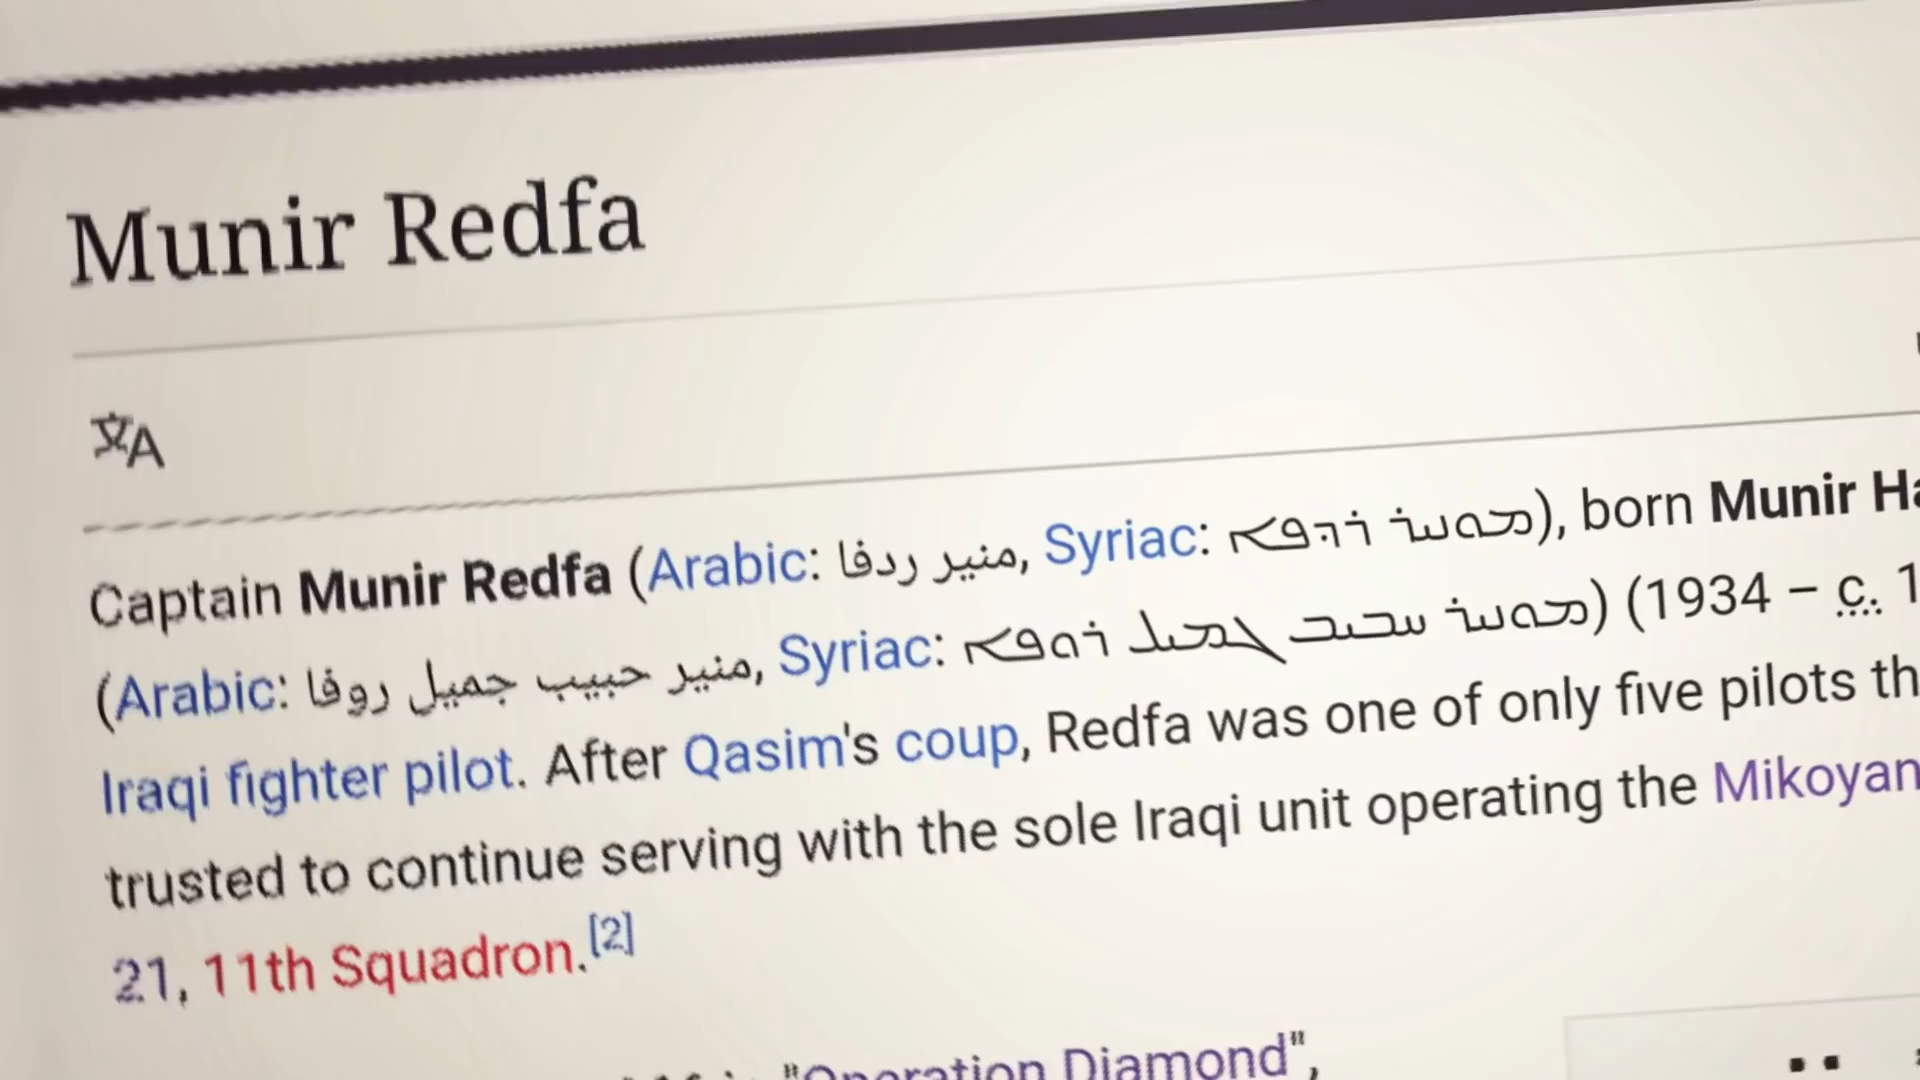 Munir Redfa
文A
Captain Munir Redfa (Arabic: منير ردفا, Syriac: ܡܘܢܝܪ ܪܕܦܐ), born Munir
(Arabic: منير حبيب جميل روفا, Syriac: ܡܘܢܝܪ ܚܒܝܒ ܓܡܝܠ ܪܘܦܐ) (1934 – c. 1
Iraqi fighter pilot. After Qasim's coup, Redfa was one of only five pilots
trusted to continue serving with the sole Iraqi unit operating the Mikoyan
21, 11th Squadron.[2]
"Operation Diamond",